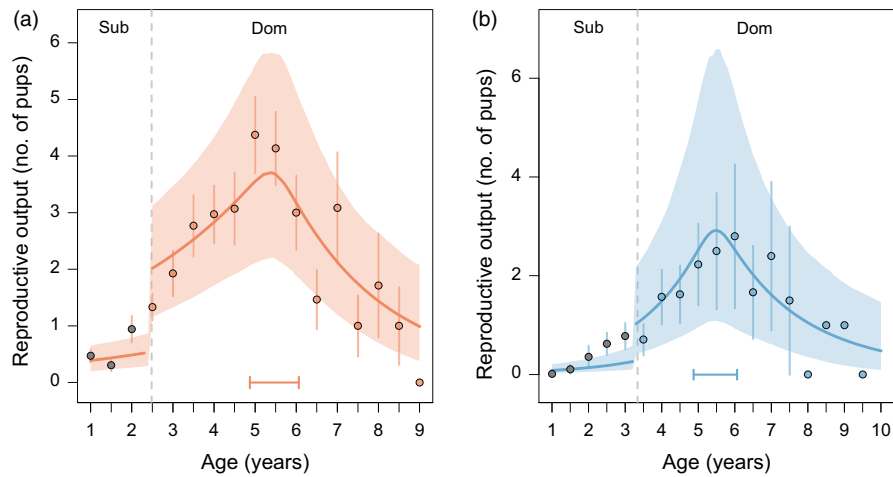 (a)
Sub
Dom
Reproductive output (no. of pups)
6
5
4
3
2
1
0
1 2 3 4 5 6 7 8 9
Age (years)
(b)
Sub
Dom
Reproductive output (no. of pups)
6
4
2
0
1 2 3 4 5 6 7 8 9 10
Age (years)